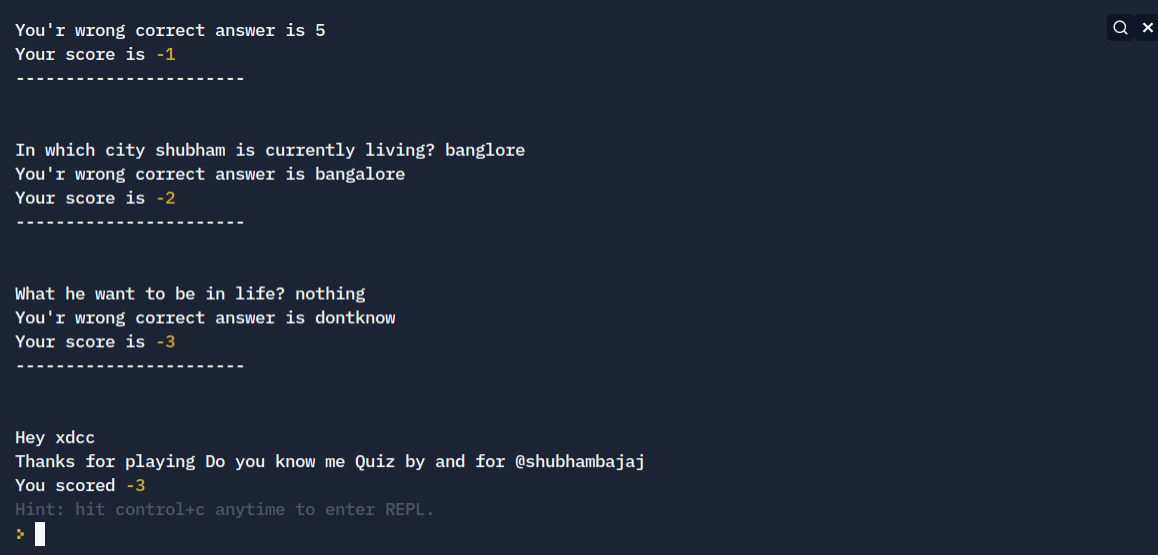 You'r wrong correct answer is 5
Your score is -1
-----------------------
In which city shubham is currently living? banglore
You'r wrong correct answer is bangalore
Your score is -2
-----------------------
What he want to be in life? nothing
You'r wrong correct answer is dontknow
Your score is -3
-----------------------
Hey xdcc
Thanks for playing Do you know me Quiz by and for @shubhambajaj
You scored -3
Hint: hit control+c anytime to enter REPL.
>